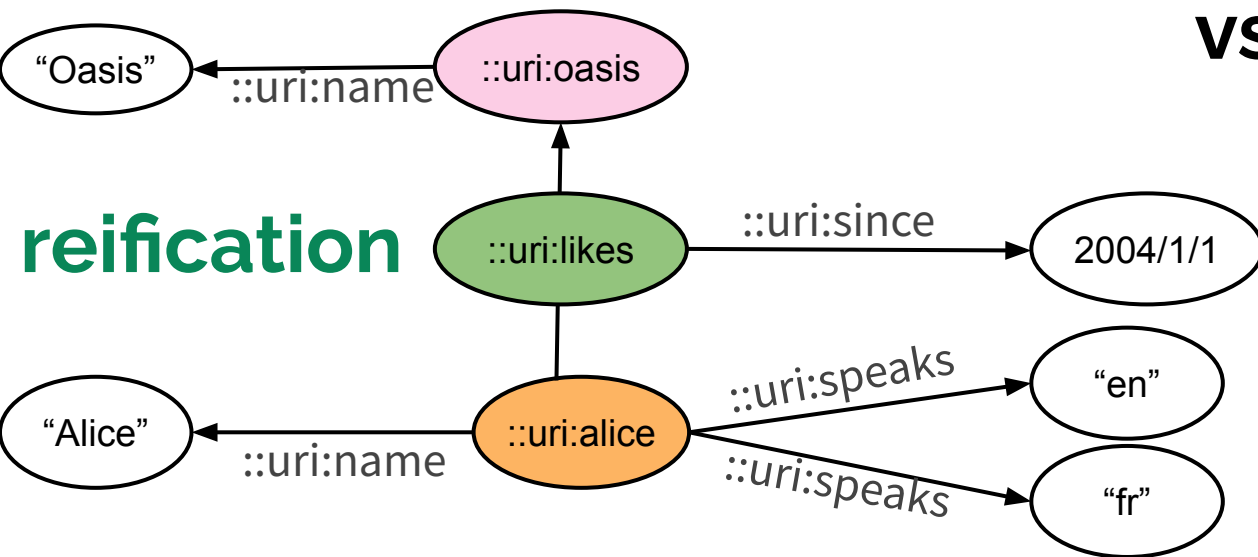 vs
“Oasis”
::uri:name
::uri:oasis
reification
::uri:likes
::uri:since
2004/1/1
“Alice”
::uri:name
::uri:alice
::uri:speaks
“en”
::uri:speaks
“fr”